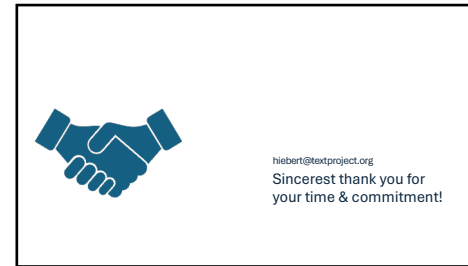 hiebert@textproject.org
Sincerest thank you for
your time & commitment!